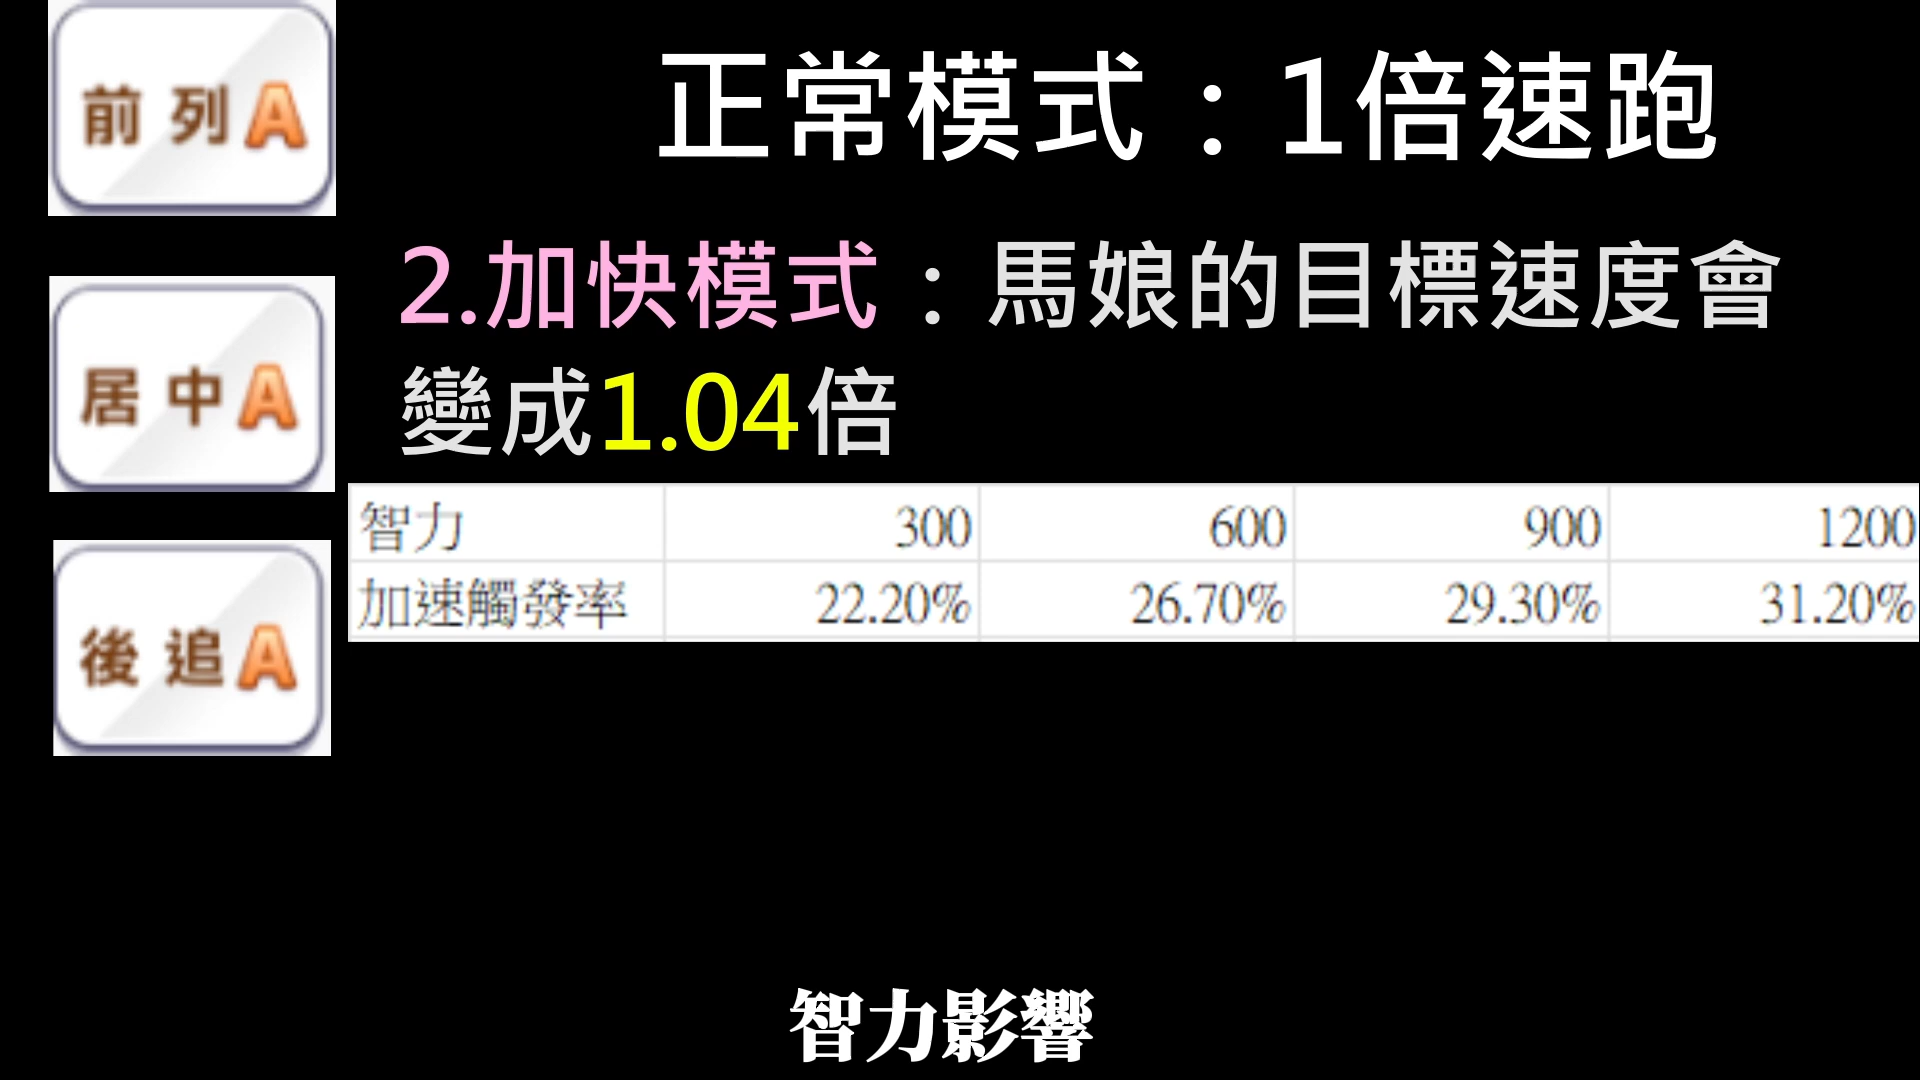 前列A
正常模式：1倍速跑
2.加快模式：馬娘的目標速度會
變成1.04倍
居中A
智力 300 600 900 1200
加速觸發率 22.20% 26.70% 29.30% 31.20%
後追A
智力影響